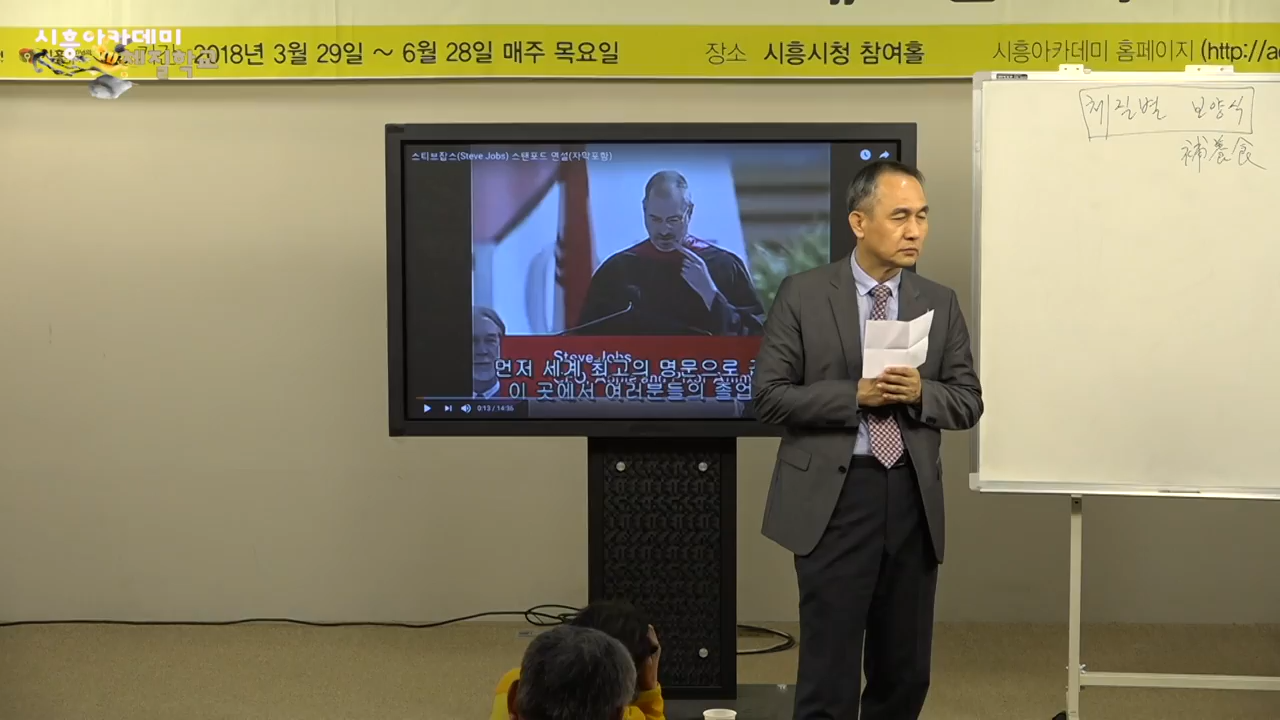 시흥아카데미
체질학교
2018년 3월 29일 ~ 6월 28일 매주 목요일
장소 시흥시청 참여홀
시흥아카데미 홈페이지 (http://a
체질별 보양식
補養食
스티브잡스(Steve Jobs) 스탠포드 연설(자막포함)
Steve Jobs
먼저 세계 최고의 명문으로
이 곳에서 여러분들의 졸업
0:13 / 14:36